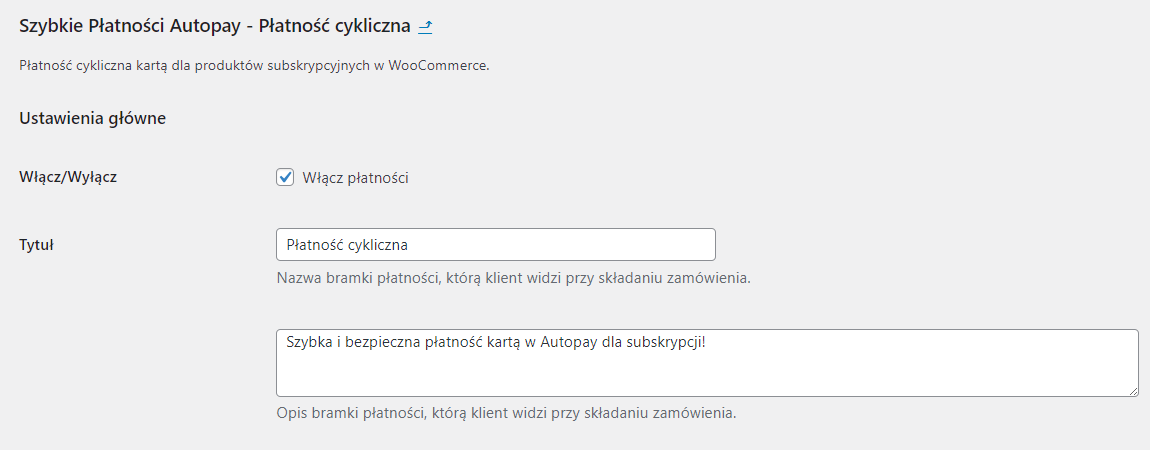 Szybkie Płatności Autopay - Płatność cykliczna
Płatność cykliczna kartą dla produktów subskrypcyjnych w WooCommerce.
Ustawienia główne
Włącz/Wyłącz
Włącz płatności
Tytuł
Płatność cykliczna
Nazwa bramki płatności, którą klient widzi przy składaniu zamówienia.
Szybka i bezpieczna płatność kartą w Autopay dla subskrypcji!
Opis bramki płatności, którą klient widzi przy składaniu zamówienia.